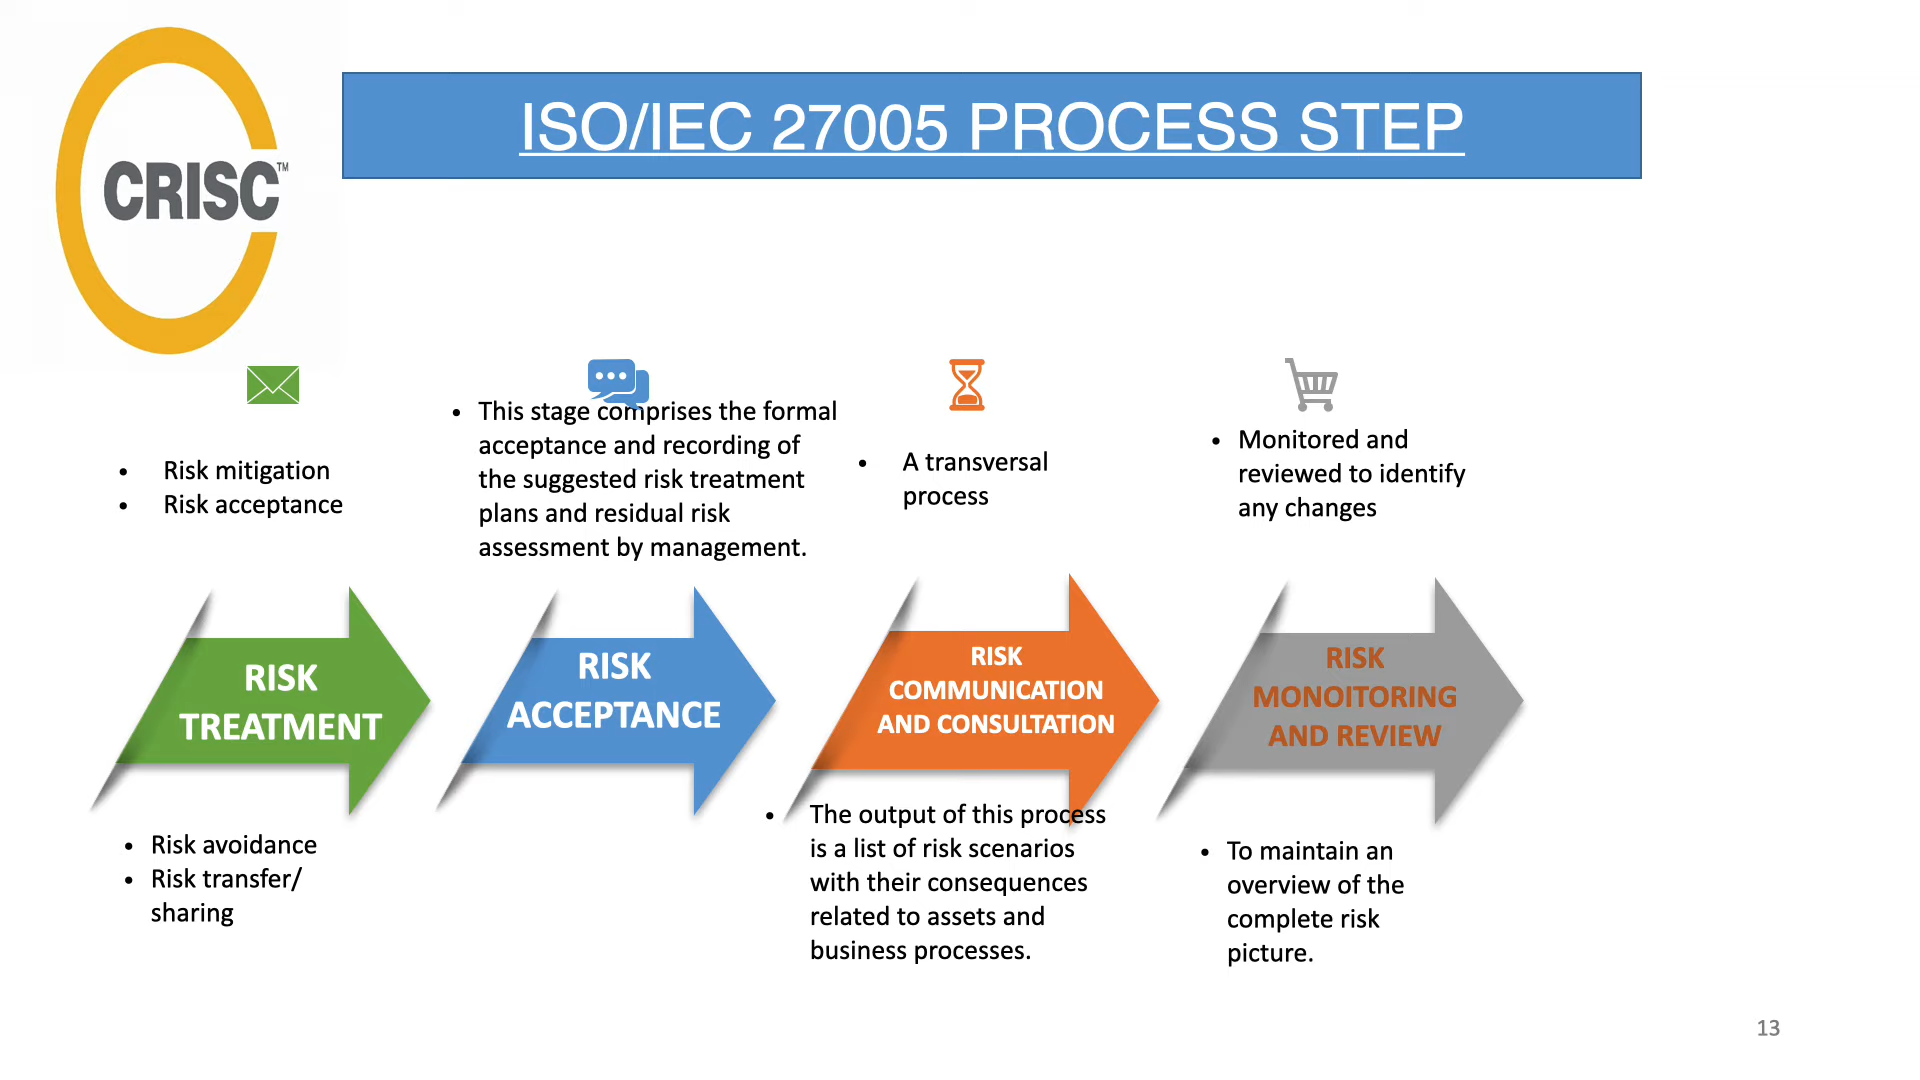 CRISC™
ISO/IEC 27005 PROCESS STEP
• Risk mitigation
• Risk acceptance
• This stage comprises the formal
acceptance and recording of
the suggested risk treatment
plans and residual risk
assessment by management.
• A transversal
process
• Monitored and
reviewed to identify
any changes
RISK
TREATMENT
RISK
ACCEPTANCE
RISK
COMMUNICATION
AND CONSULTATION
RISK
MONOITORING
AND REVIEW
• Risk avoidance
• Risk transfer/
sharing
• The output of this process
is a list of risk scenarios
with their consequences
related to assets and
business processes.
• To maintain an
overview of the
complete risk
picture.
13